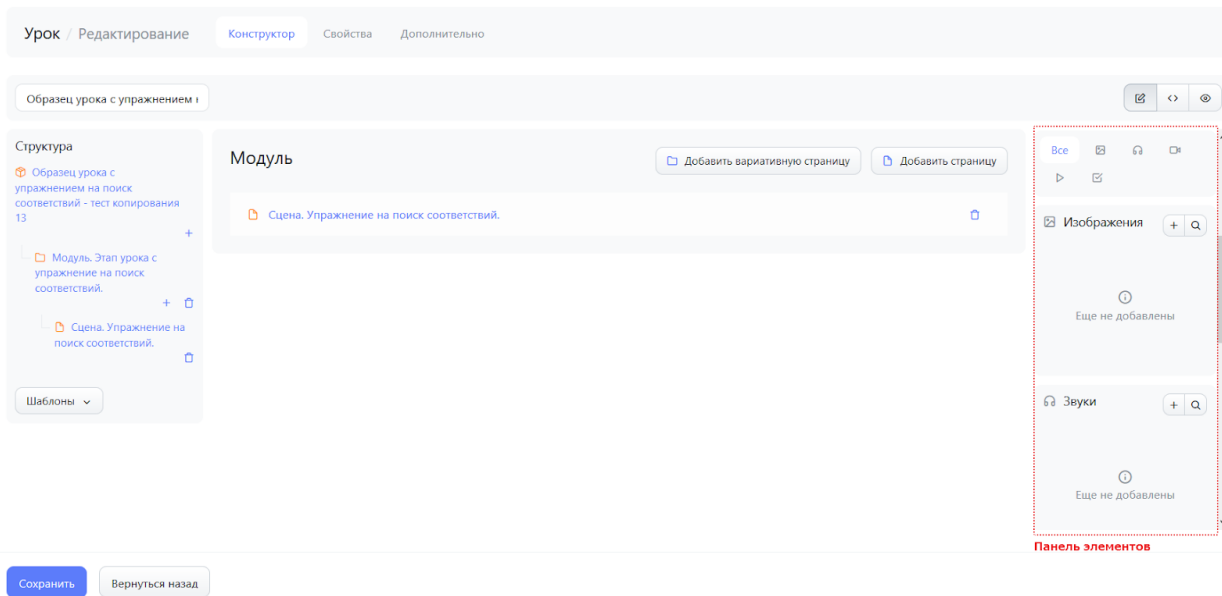 Урок / Редактирование
Конструктор
Свойства
Дополнительно
Образец урока с упражнением
Структура
Образец урока с
упражнением на поиск
соответствий - тест копирования
13
Модуль. Этап урока с
упражнение на поиск
соответствий.
Сцена. Упражнение на
поиск соответствий.
Шаблоны
Модуль
Добавить вариативную страницу
Добавить страницу
Сцена. Упражнение на поиск соответствий.
Все
Изображения
Еще не добавлены
Звуки
Еще не добавлены
Панель элементов
Сохранить
Вернуться назад